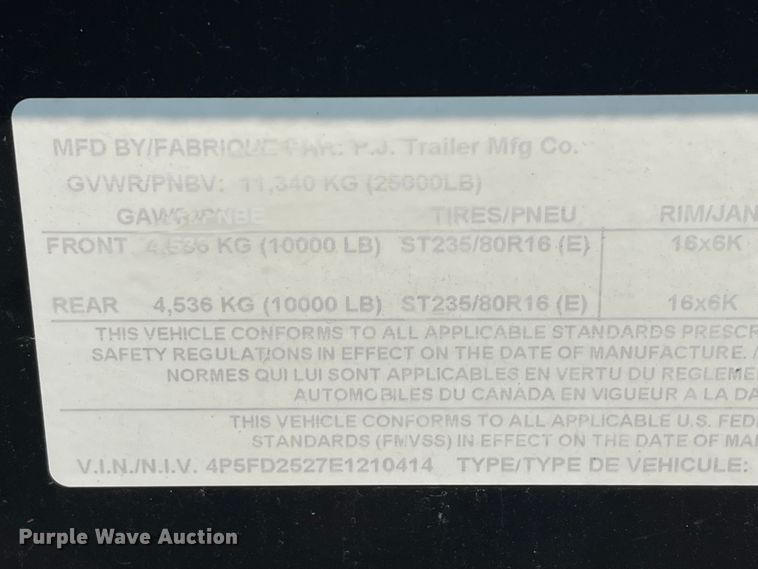 MFD BY/FABRIQUE PAR: P.J. Trailer Mfg Co.
GVWR/PNBV: 11,340 KG (25000LB)
GAWR/PNBE TIRES/PNEU RIM/JAN
FRONT 4,536 KG (10000 LB) ST235/80R16 (E) 16x6K
REAR 4,536 KG (10000 LB) ST235/80R16 (E) 16x6K
THIS VEHICLE CONFORMS TO ALL APPLICABLE STANDARDS PRESCR
SAFETY REGULATIONS IN EFFECT ON THE DATE OF MANUFACTURE. /
NORMES QUI LUI SONT APPLICABLES EN VERTU DU REGLEME
AUTOMOBILES DU CANADA EN VIGUEUR A LA DA
THIS VEHICLE CONFORMS TO ALL APPLICABLE U.S. FED
STANDARDS (FMVSS) IN EFFECT ON THE DATE OF MA
V.I.N./N.I.V. 4P5FD2527E1210414 TYPE/TYPE DE VEHICULE:
Purple Wave Auction